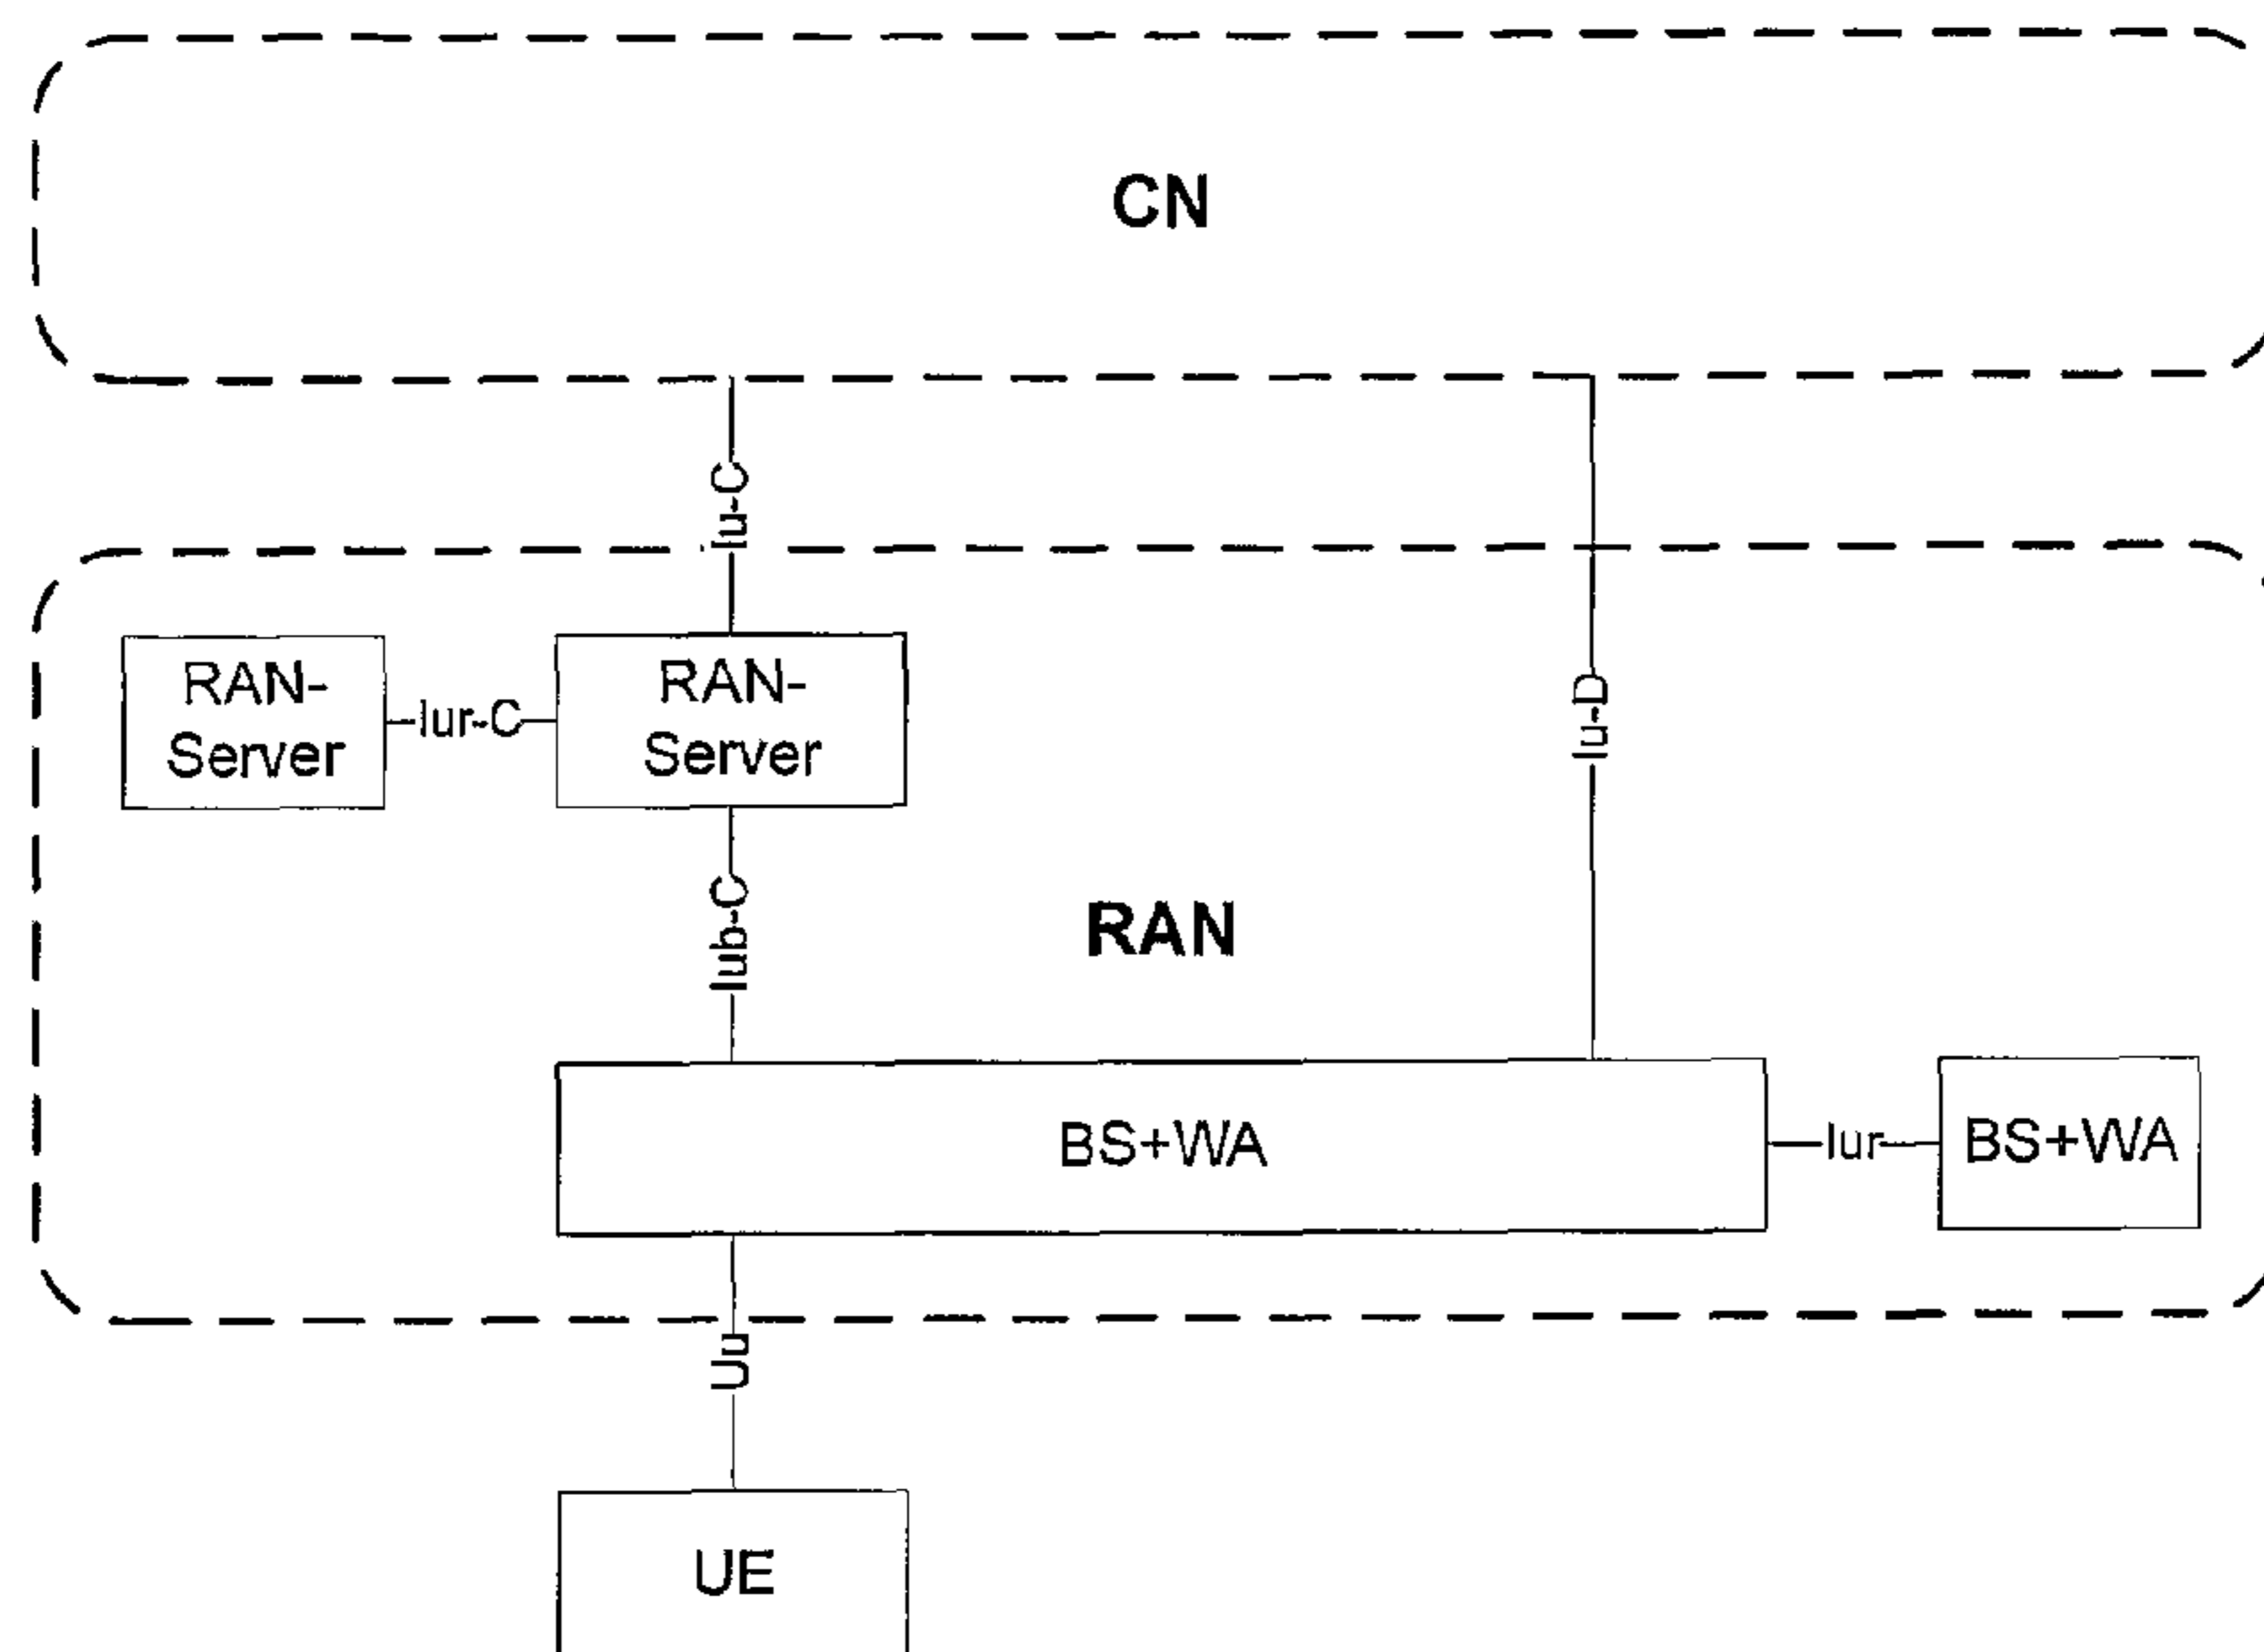 CN
Iu-C
RAN-
Server
Iur-C
RAN-
Server
Iu-D
Iub-C
RAN
BS+WA
Iur
BS+WA
Uu
UE